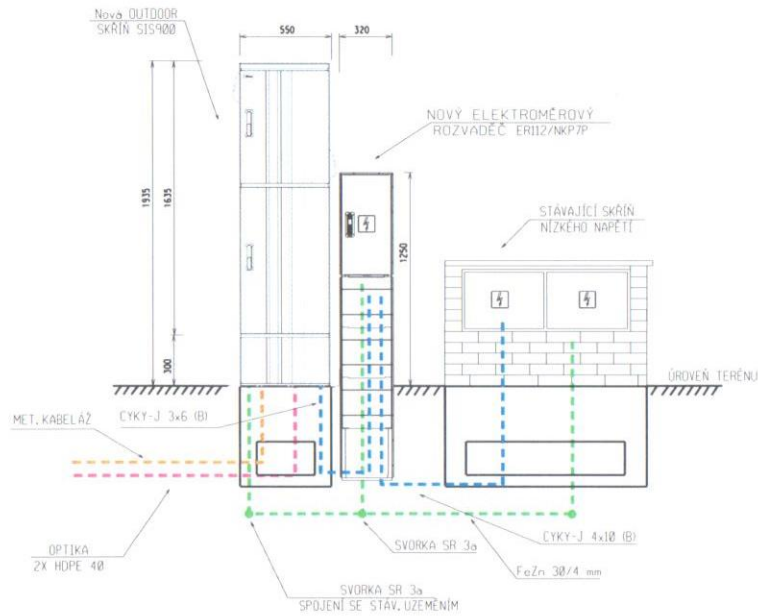 Nová OUTDOOR
SKŘÍŇ SIS900
550
320
NOVÝ ELEKTROMĚROVÝ
ROZVADĚČ ER112/NKP7P
1935
1635
1250
STÁVAJÍCÍ SKŘÍŇ
NÍZKÉHO NAPĚTÍ
300
ÚROVEŇ TERÉNU
MET. KABELÁŽ
CYKY-J 3x6 (B)
OPTIKA
2X HDPE 40
SVORKA SR 3a
CYKY-J 4x10 (B)
FeZn 30/4 mm
SVORKA SR 3a
SPOJENÍ SE STÁV. UZEMĚNÍM